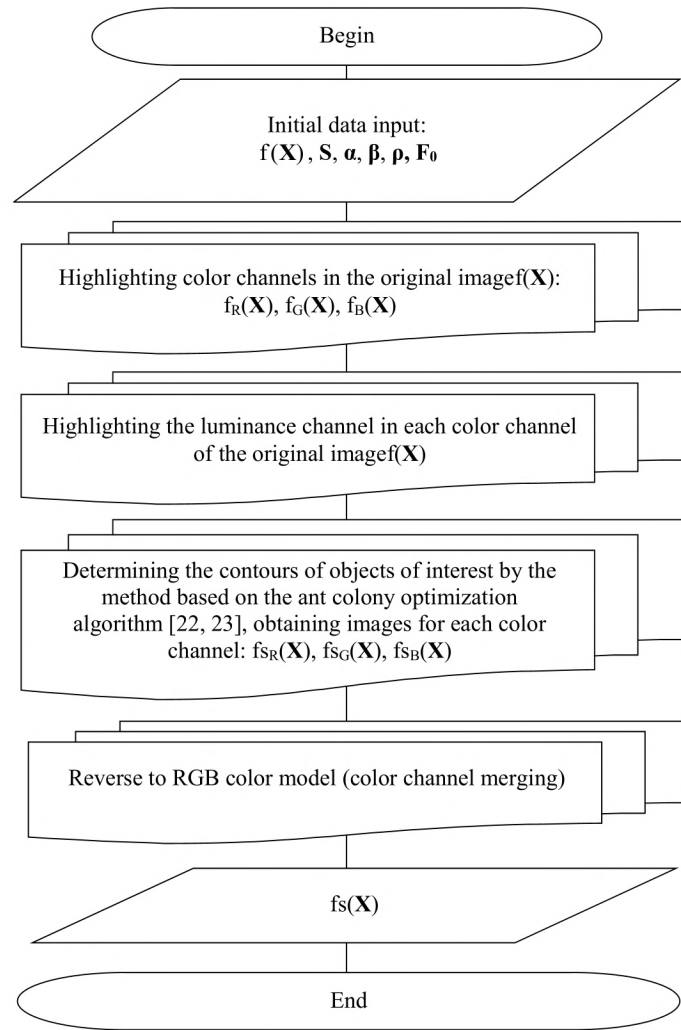 Begin
Initial data input:
f(X), S, α, β, ρ, F₀
Highlighting color channels in the original imagef(X):
f_R(X), f_G(X), f_B(X)
Highlighting the luminance channel in each color channel
of the original imagef(X)
Determining the contours of objects of interest by the
method based on the ant colony optimization
algorithm [22, 23], obtaining images for each color
channel: fs_R(X), fs_G(X), fs_B(X)
Reverse to RGB color model (color channel merging)
fs(X)
End